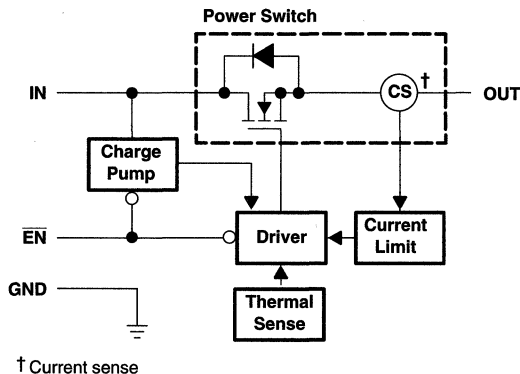 Power Switch
IN
CS
†
OUT
Charge
Pump
EN
Driver
Current
Limit
GND
Thermal
Sense
† Current sense